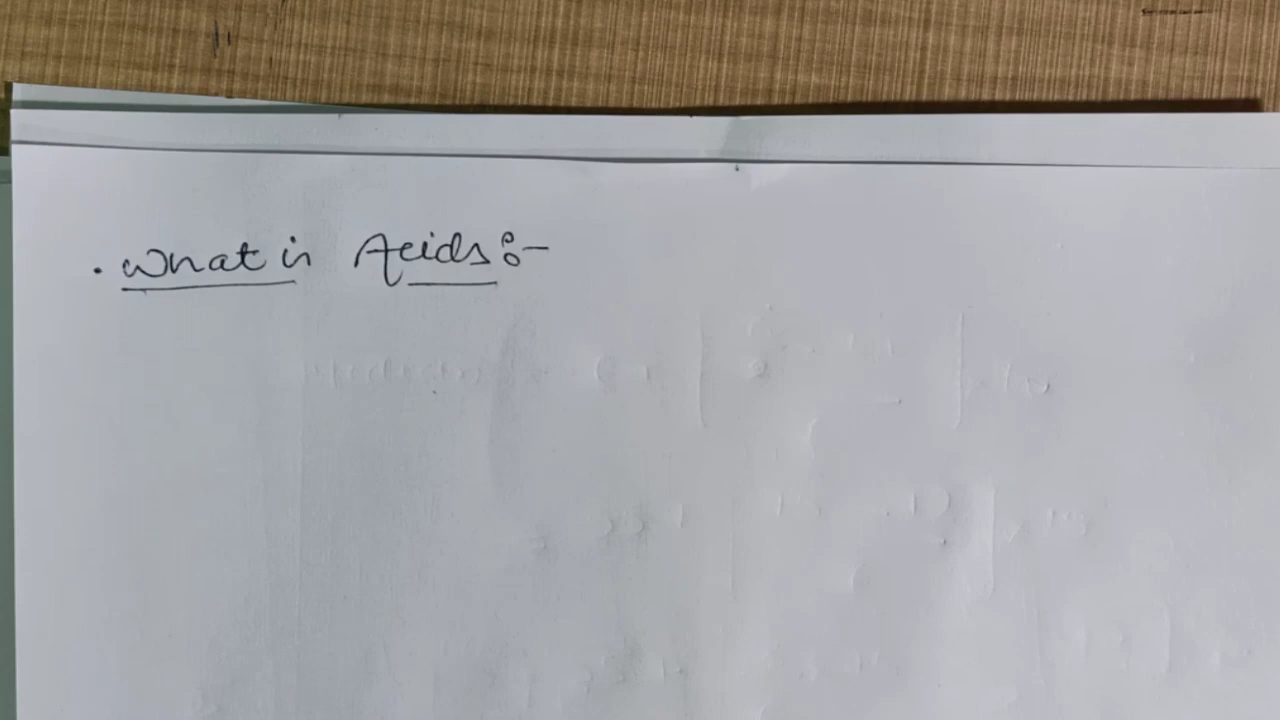 . What is Acids :-